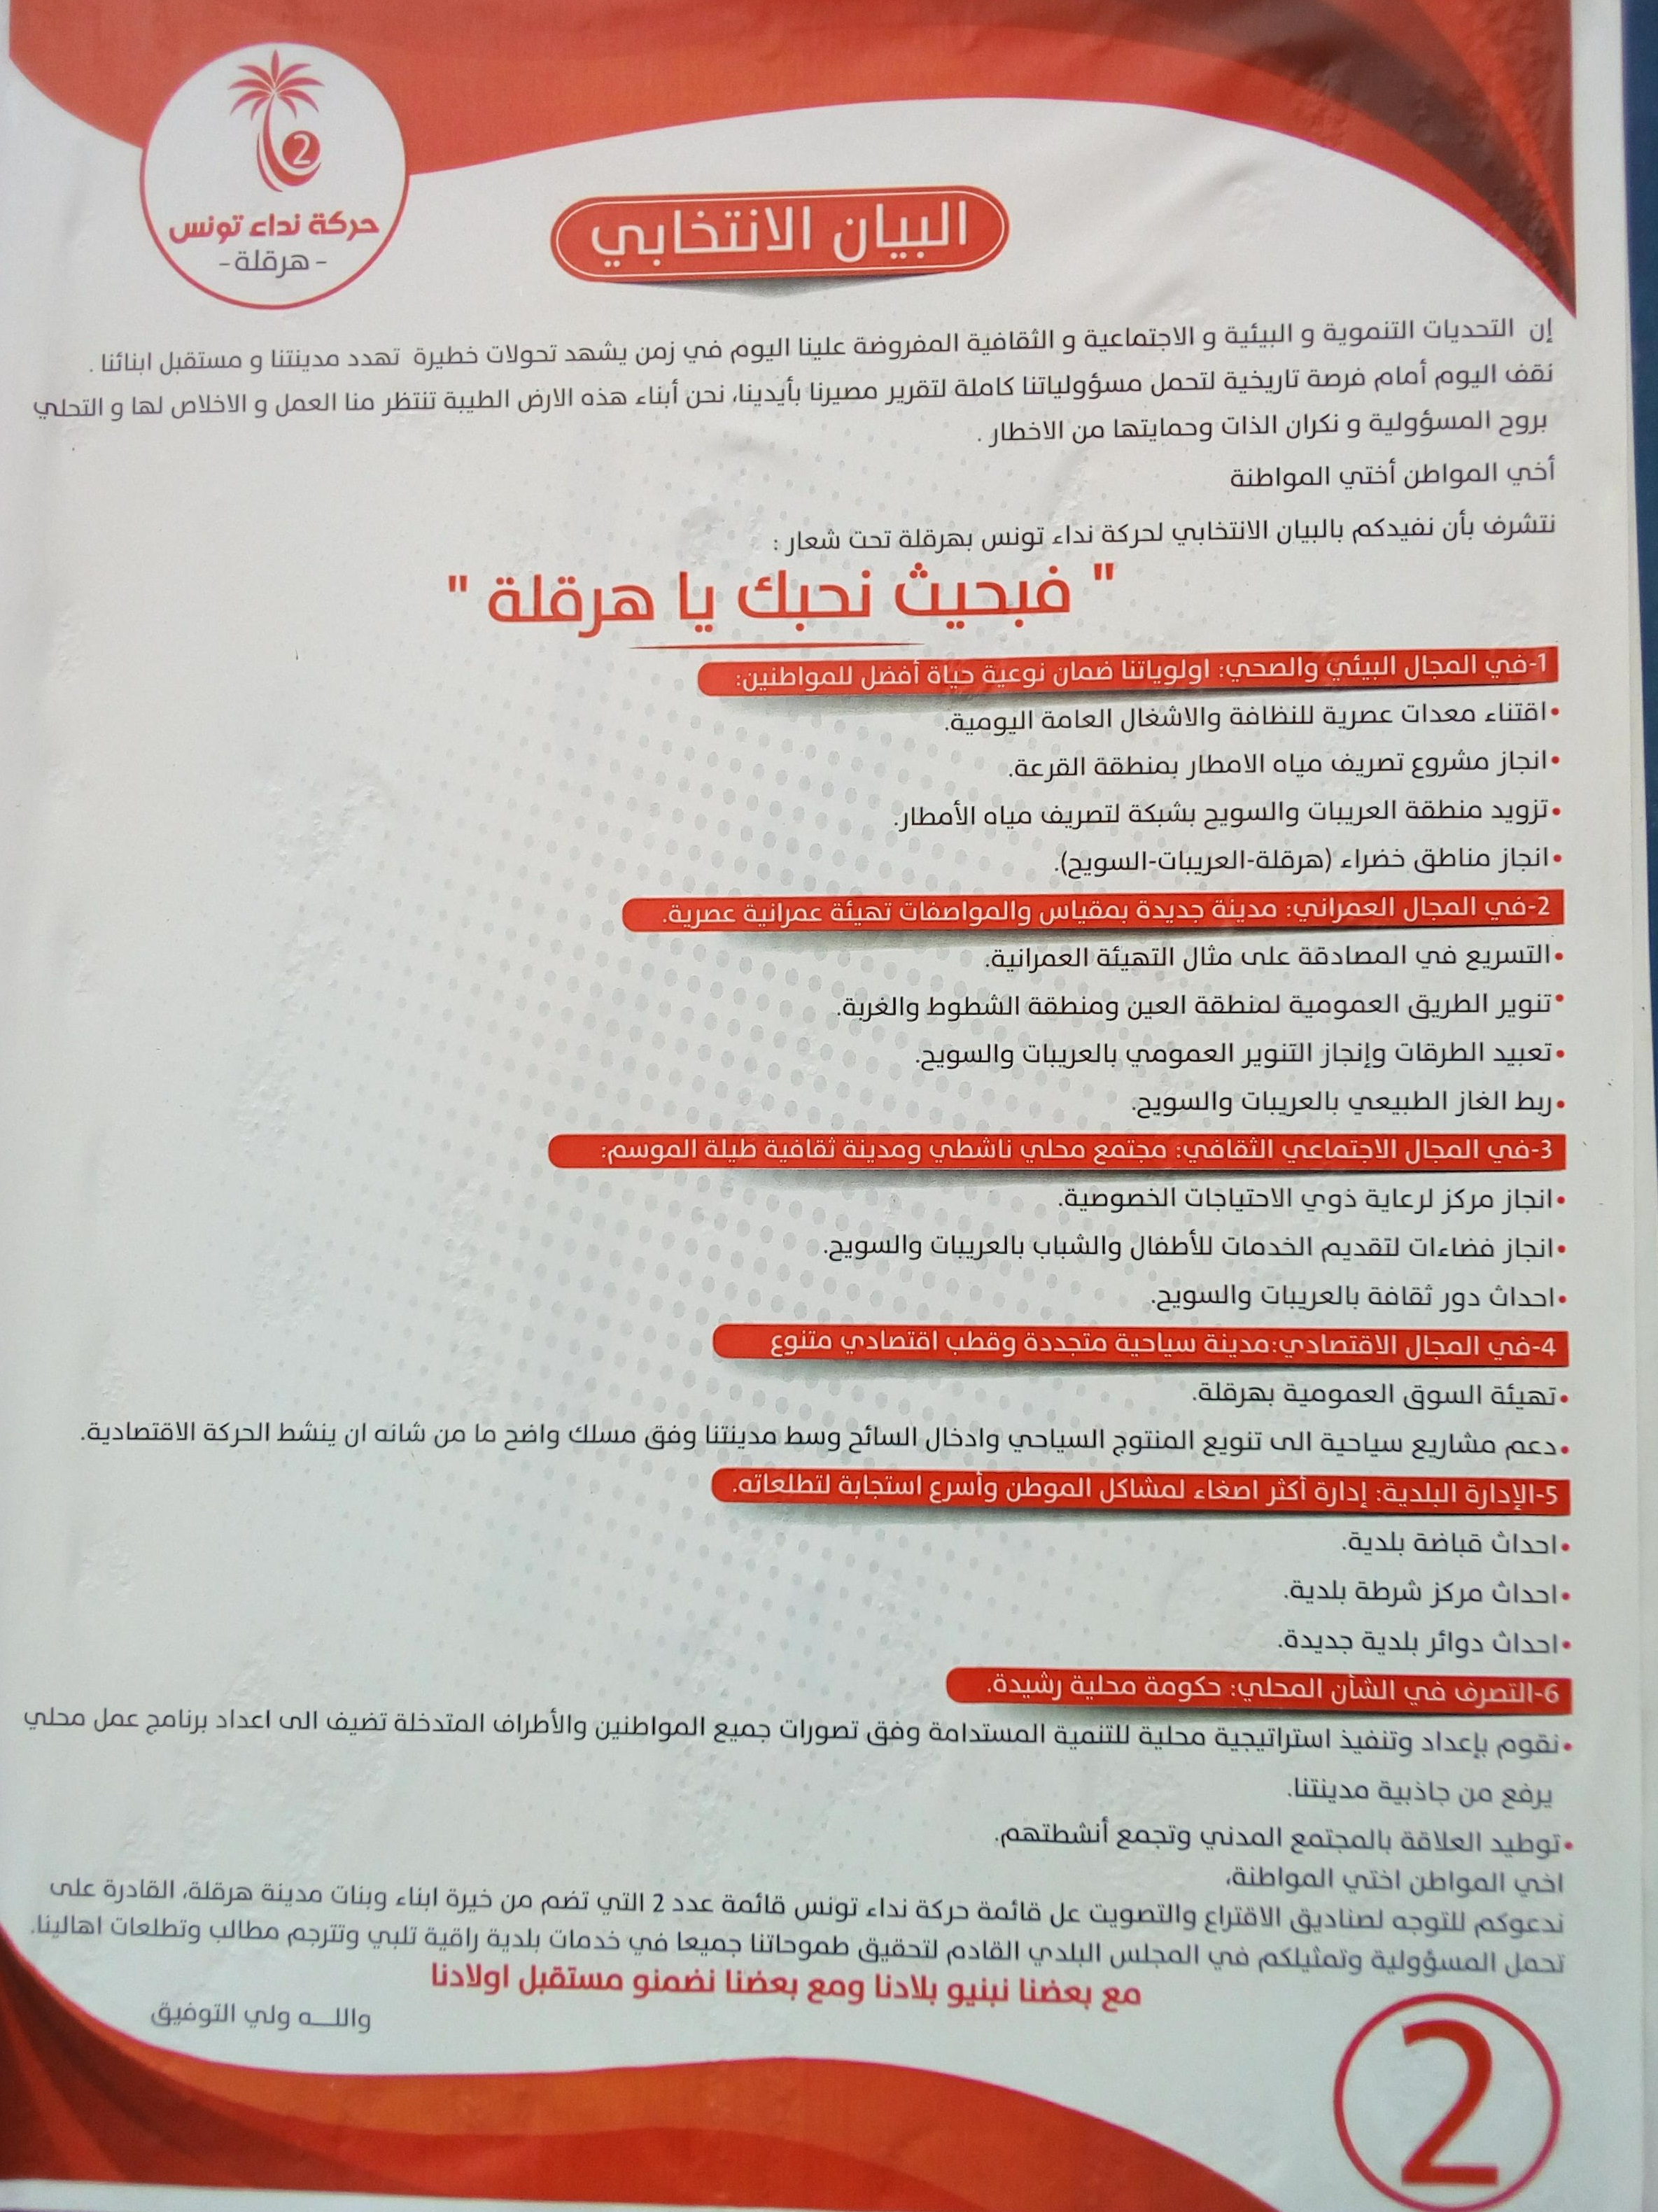 2
حركة نداء تونس
- هرقلة -
البيان الانتخابي
إن التحديات التنموية و البيئية و الاجتماعية و الثقافية المفروضة علينا اليوم في زمن يشهد تحولات خطيرة تهدد مدينتنا و مستقبل ابنائنا .
نقف اليوم أمام فرصة تاريخية لتحمل مسؤولياتنا كاملة لتقرير مصيرنا بأيدينا، نحن أبناء هذه الارض الطيبة تنتظر منا العمل و الاخلاص لها و التحلي
بروح المسؤولية و نكران الذات وحمايتها من الاخطار .
أخي المواطن أختي المواطنة
نتشرف بأن نفيدكم بالبيان الانتخابي لحركة نداء تونس بهرقلة تحت شعار :
" فبحيث نحبك يا هرقلة "
1-في المجال البيئي والصحي: اولوياتنا ضمان نوعية حياة أفضل للمواطنين:
•اقتناء معدات عصرية للنظافة والاشغال العامة اليومية.
•انجاز مشروع تصريف مياه الامطار بمنطقة القرعة.
•تزويد منطقة العريبات والسويح بشبكة لتصريف مياه الأمطار.
•انجاز مناطق خضراء (هرقلة-العريبات-السويح).
2-في المجال العمراني: مدينة جديدة بمقياس والمواصفات تهيئة عمرانية عصرية.
•التسريع في المصادقة على مثال التهيئة العمرانية.
•تنوير الطريق العمومية لمنطقة العين ومنطقة الشطوط والغربة.
•تعبيد الطرقات وإنجاز التنوير العمومي بالعريبات والسويح.
•ربط الغاز الطبيعي بالعريبات والسويح.
3-في المجال الاجتماعي الثقافي: مجتمع محلي ناشطي ومدينة ثقافية طيلة الموسم:
•انجاز مركز لرعاية ذوي الاحتياجات الخصوصية.
•انجاز فضاءات لتقديم الخدمات للأطفال والشباب بالعريبات والسويح.
•احداث دور ثقافة بالعريبات والسويح.
4-في المجال الاقتصادي:مدينة سياحية متجددة وقطب اقتصادي متنوع
•تهيئة السوق العمومية بهرقلة.
•دعم مشاريع سياحية الى تنويع المنتوج السياحي وادخال السائح وسط مدينتنا وفق مسلك واضح ما من شانه ان ينشط الحركة الاقتصادية.
5-الإدارة البلدية: إدارة أكثر اصغاء لمشاكل الموطن وأسرع استجابة لتطلعاته.
•احداث قباضة بلدية.
•احداث مركز شرطة بلدية.
•احداث دوائر بلدية جديدة.
6-التصرف في الشأن المحلي: حكومة محلية رشيدة.
•نقوم بإعداد وتنفيذ استراتيجية محلية للتنمية المستدامة وفق تصورات جميع المواطنين والأطراف المتدخلة تضيف الى اعداد برنامج عمل محلي
يرفع من جاذبية مدينتنا.
•توطيد العلاقة بالمجتمع المدني وتجمع أنشطتهم.
اخي المواطن اختي المواطنة،
ندعوكم للتوجه لصناديق الاقتراع والتصويت عل قائمة حركة نداء تونس قائمة عدد 2 التي تضم من خيرة ابناء وبنات مدينة هرقلة، القادرة على
تحمل المسؤولية وتمثيلكم في المجلس البلدي القادم لتحقيق طموحاتنا جميعا في خدمات بلدية راقية تلبي وتترجم مطالب وتطلعات اهالينا.
مع بعضنا نبنيو بلادنا ومع بعضنا نضمنو مستقبل اولادنا
واللـــه ولي التوفيق
2